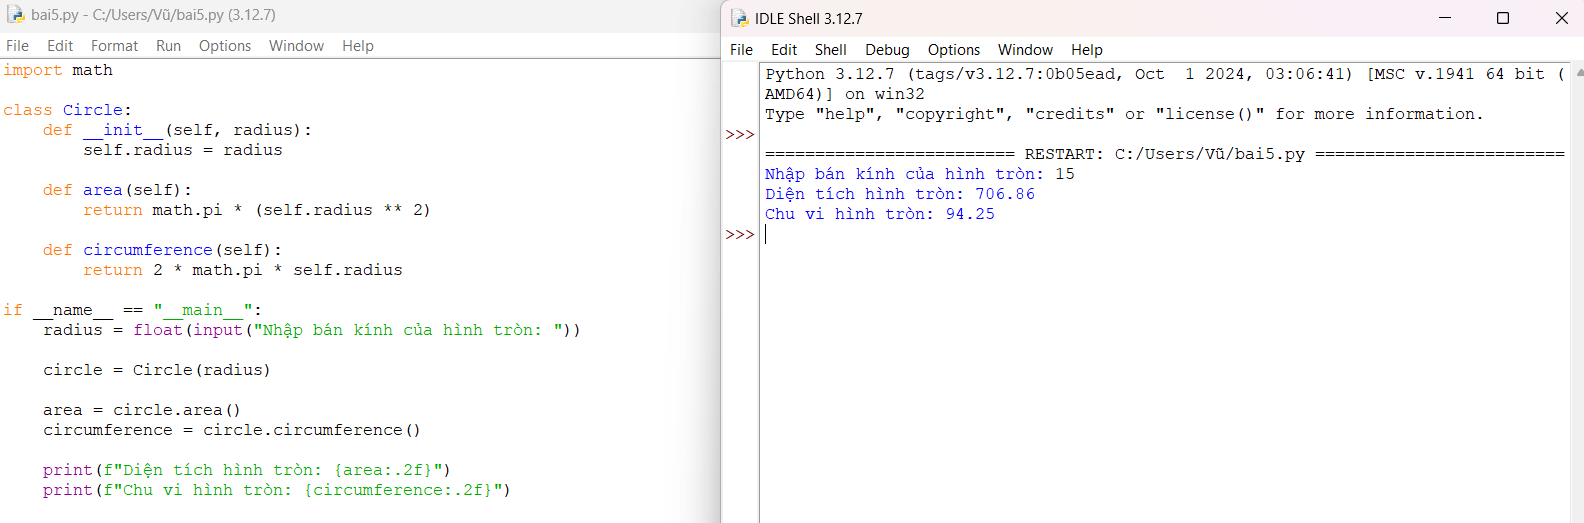 bai5.py - C:/Users/Vũ/bai5.py (3.12.7)
File Edit Format Run Options Window Help
import math

class Circle:
    def __init__(self, radius):
        self.radius = radius

    def area(self):
        return math.pi * (self.radius ** 2)

    def circumference(self):
        return 2 * math.pi * self.radius

if __name__ == "__main__":
    radius = float(input("Nhập bán kính của hình tròn: "))

    circle = Circle(radius)

    area = circle.area()
    circumference = circle.circumference()

    print(f"Diện tích hình tròn: {area:.2f}")
    print(f"Chu vi hình tròn: {circumference:.2f}")
IDLE Shell 3.12.7
File Edit Shell Debug Options Window Help
Python 3.12.7 (tags/v3.12.7:0b05ead, Oct  1 2024, 03:06:41) [MSC v.1941 64 bit (
AMD64)] on win32
Type "help", "copyright", "credits" or "license()" for more information.
>>>
========================= RESTART: C:/Users/Vũ/bai5.py =========================
Nhập bán kính của hình tròn: 15
Diện tích hình tròn: 706.86
Chu vi hình tròn: 94.25
>>>